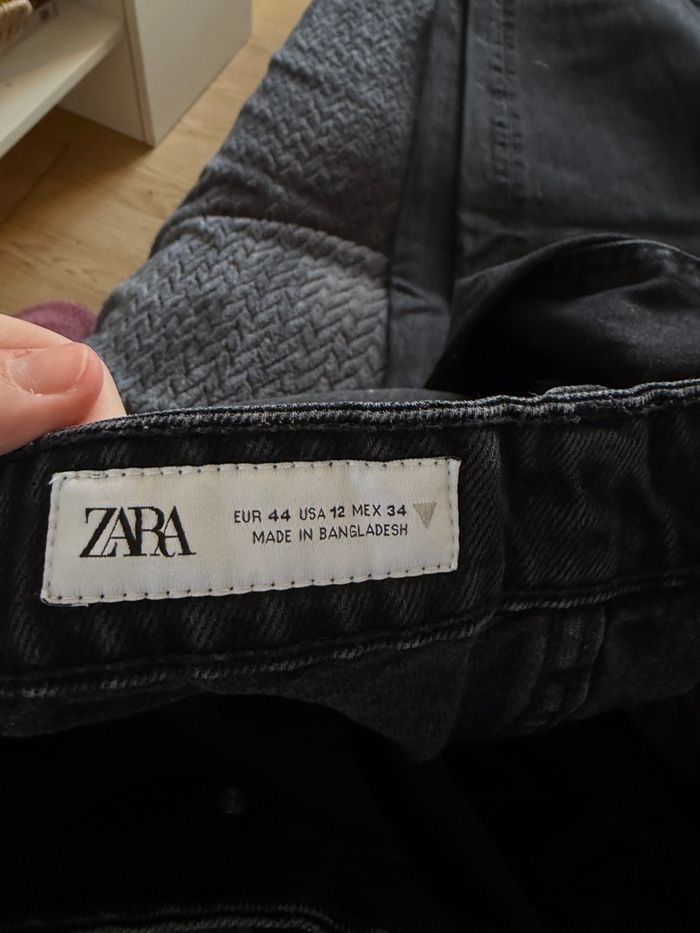 ZARA
EUR 44 USA 12 MEX 34
MADE IN BANGLADESH